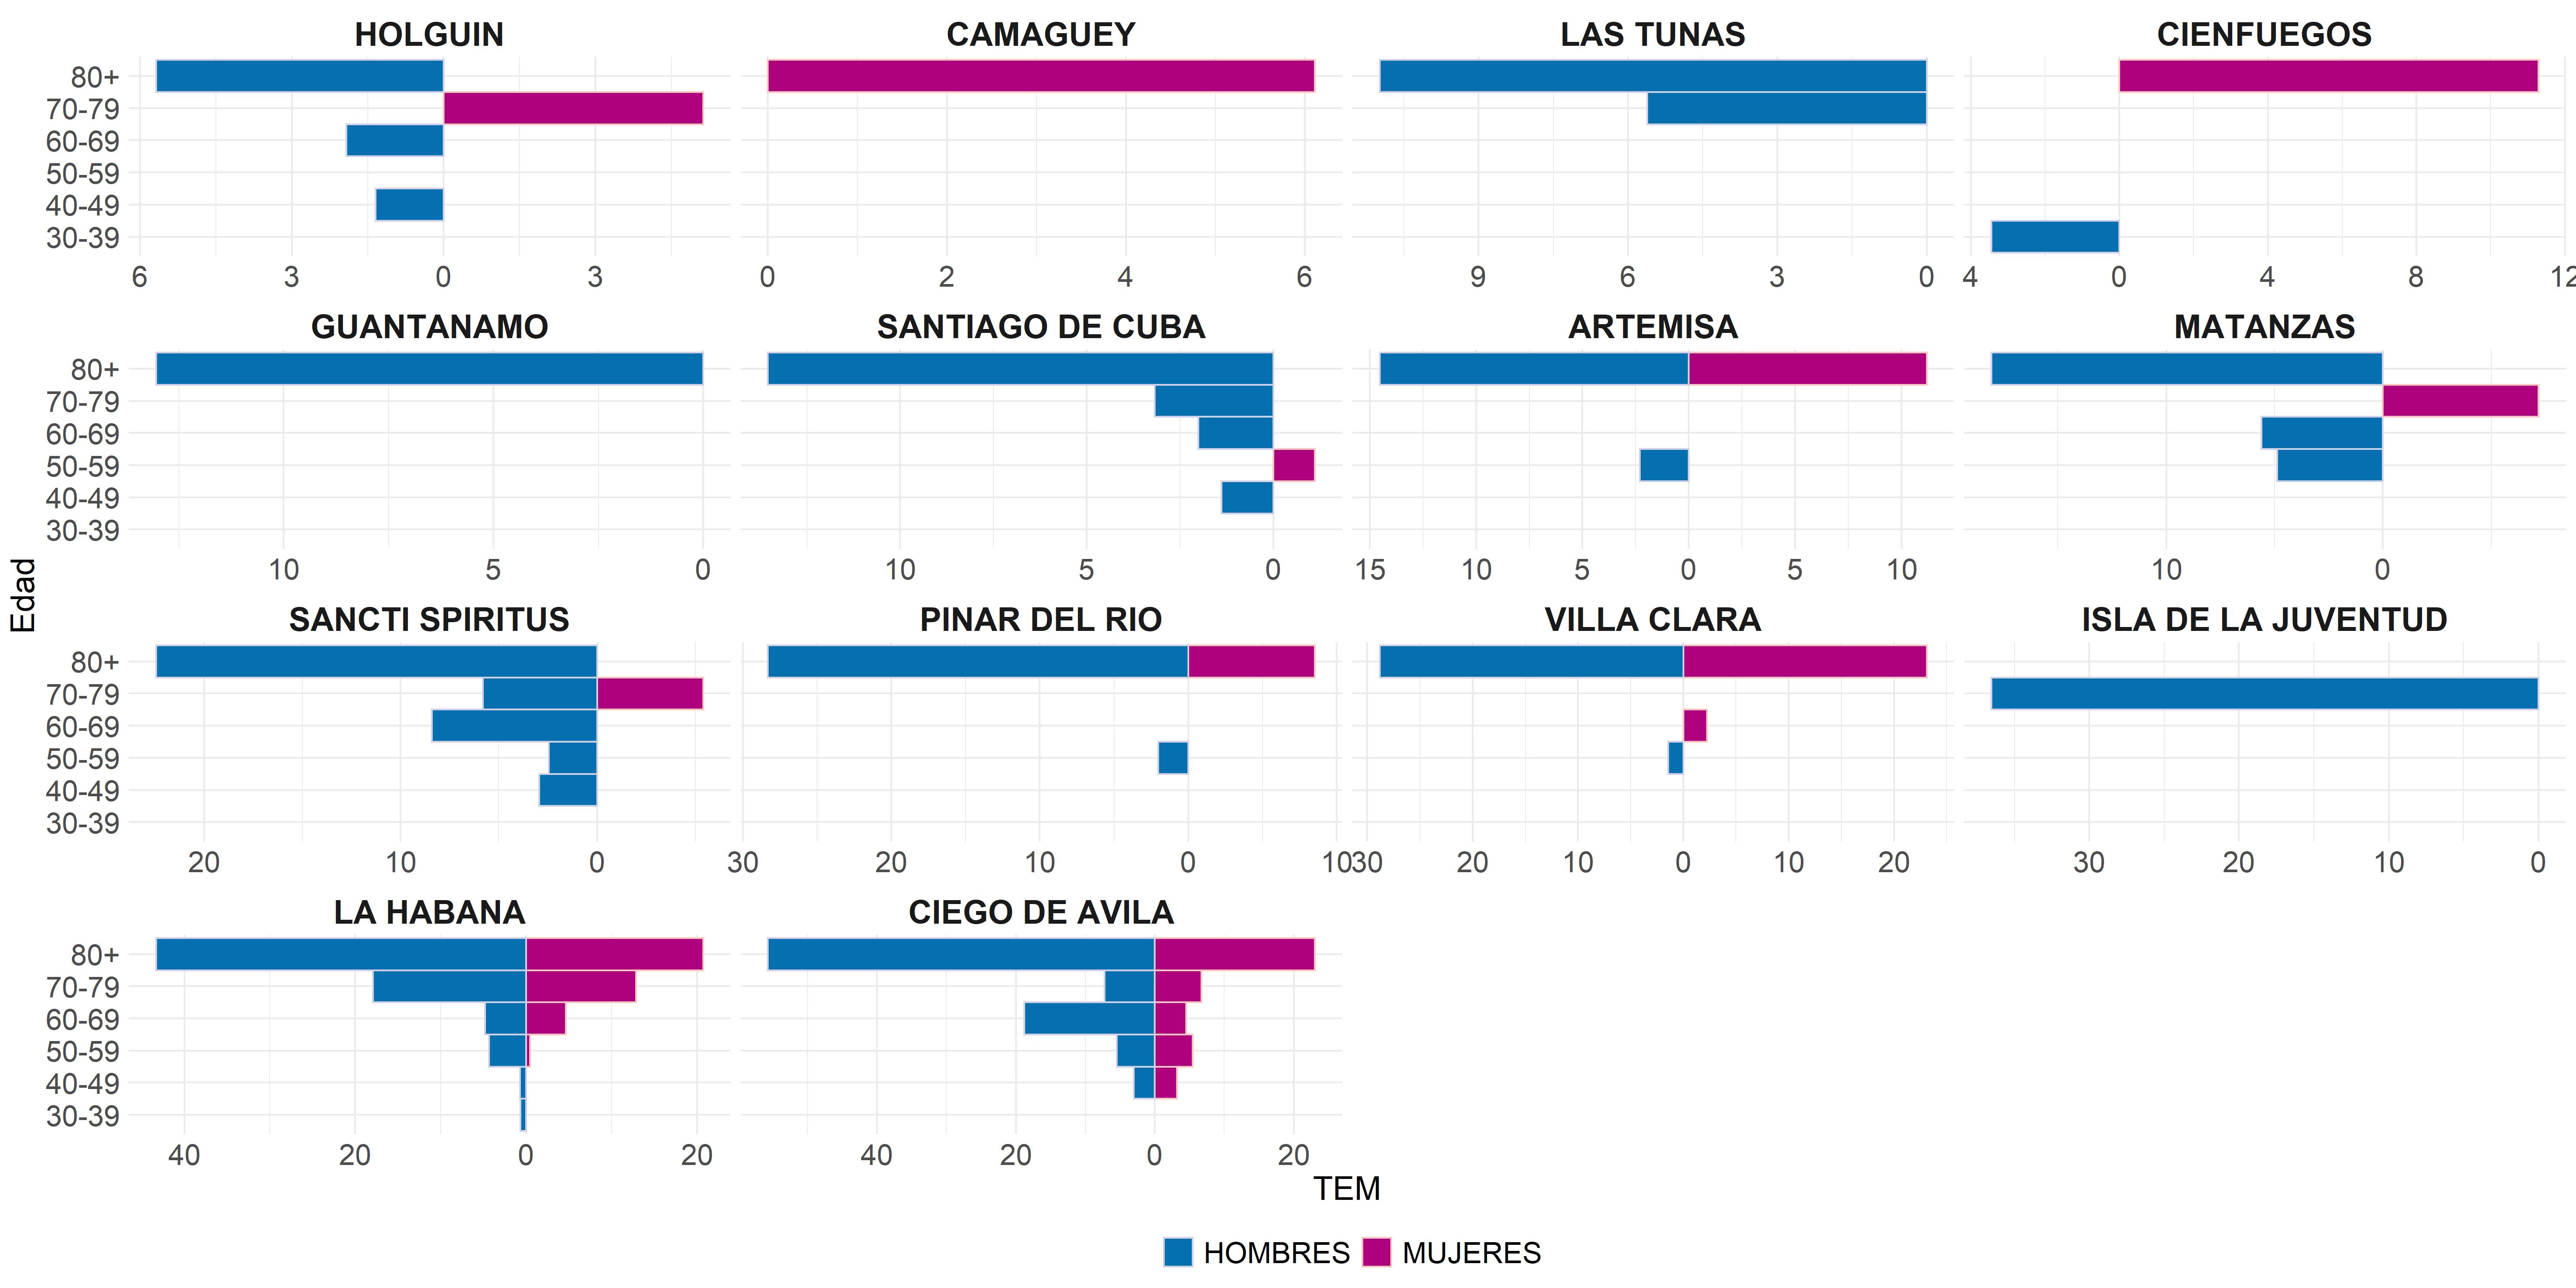 HOLGUIN CAMAGUEY LAS TUNAS CIENFUEGOS
80+
70-79
60-69
50-59
40-49
30-39
6 3 0 3 0 2 4 6 9 6 3 0 4 0 4 8 12
GUANTANAMO SANTIAGO DE CUBA ARTEMISA MATANZAS
80+
70-79
60-69
50-59
40-49
30-39
10 5 0 10 5 0 15 10 5 0 5 10 10 0
Edad
SANCTI SPIRITUS PINAR DEL RIO VILLA CLARA ISLA DE LA JUVENTUD
80+
70-79
60-69
50-59
40-49
30-39
20 10 0 30 20 10 0 10 30 20 10 0 10 20 30 20 10 0
LA HABANA CIEGO DE AVILA
80+
70-79
60-69
50-59
40-49
30-39
40 20 0 20 40 20 0 20
TEM
HOMBRES MUJERES